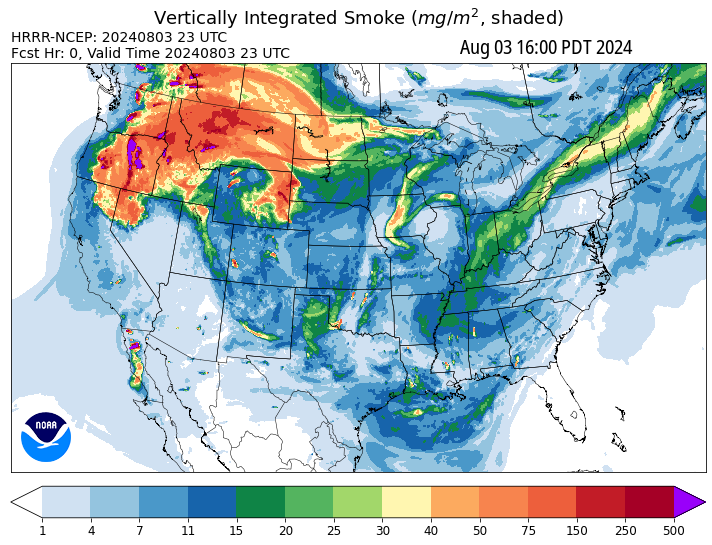 Vertically Integrated Smoke (mg/m², shaded)
HRRR-NCEP: 20240803 23 UTC
Fcst Hr: 0, Valid Time 20240803 23 UTC
Aug 03 16:00 PDT 2024
NOAA
1 4 7 11 15 20 25 30 40 50 75 150 250 500